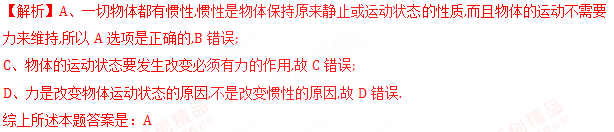 【解析】A、一切物体都有惯性,惯性是物体保持原来静止或运动状态的性质,而且物体的运动不需要
力来维持,所以 A 选项是正确的,B 错误;
C、物体的运动状态要发生改变必须有力的作用,故 C 错误;
D、力是改变物体运动状态的原因,不是改变惯性的原因,故 D 错误.
综上所述本题答案是：A